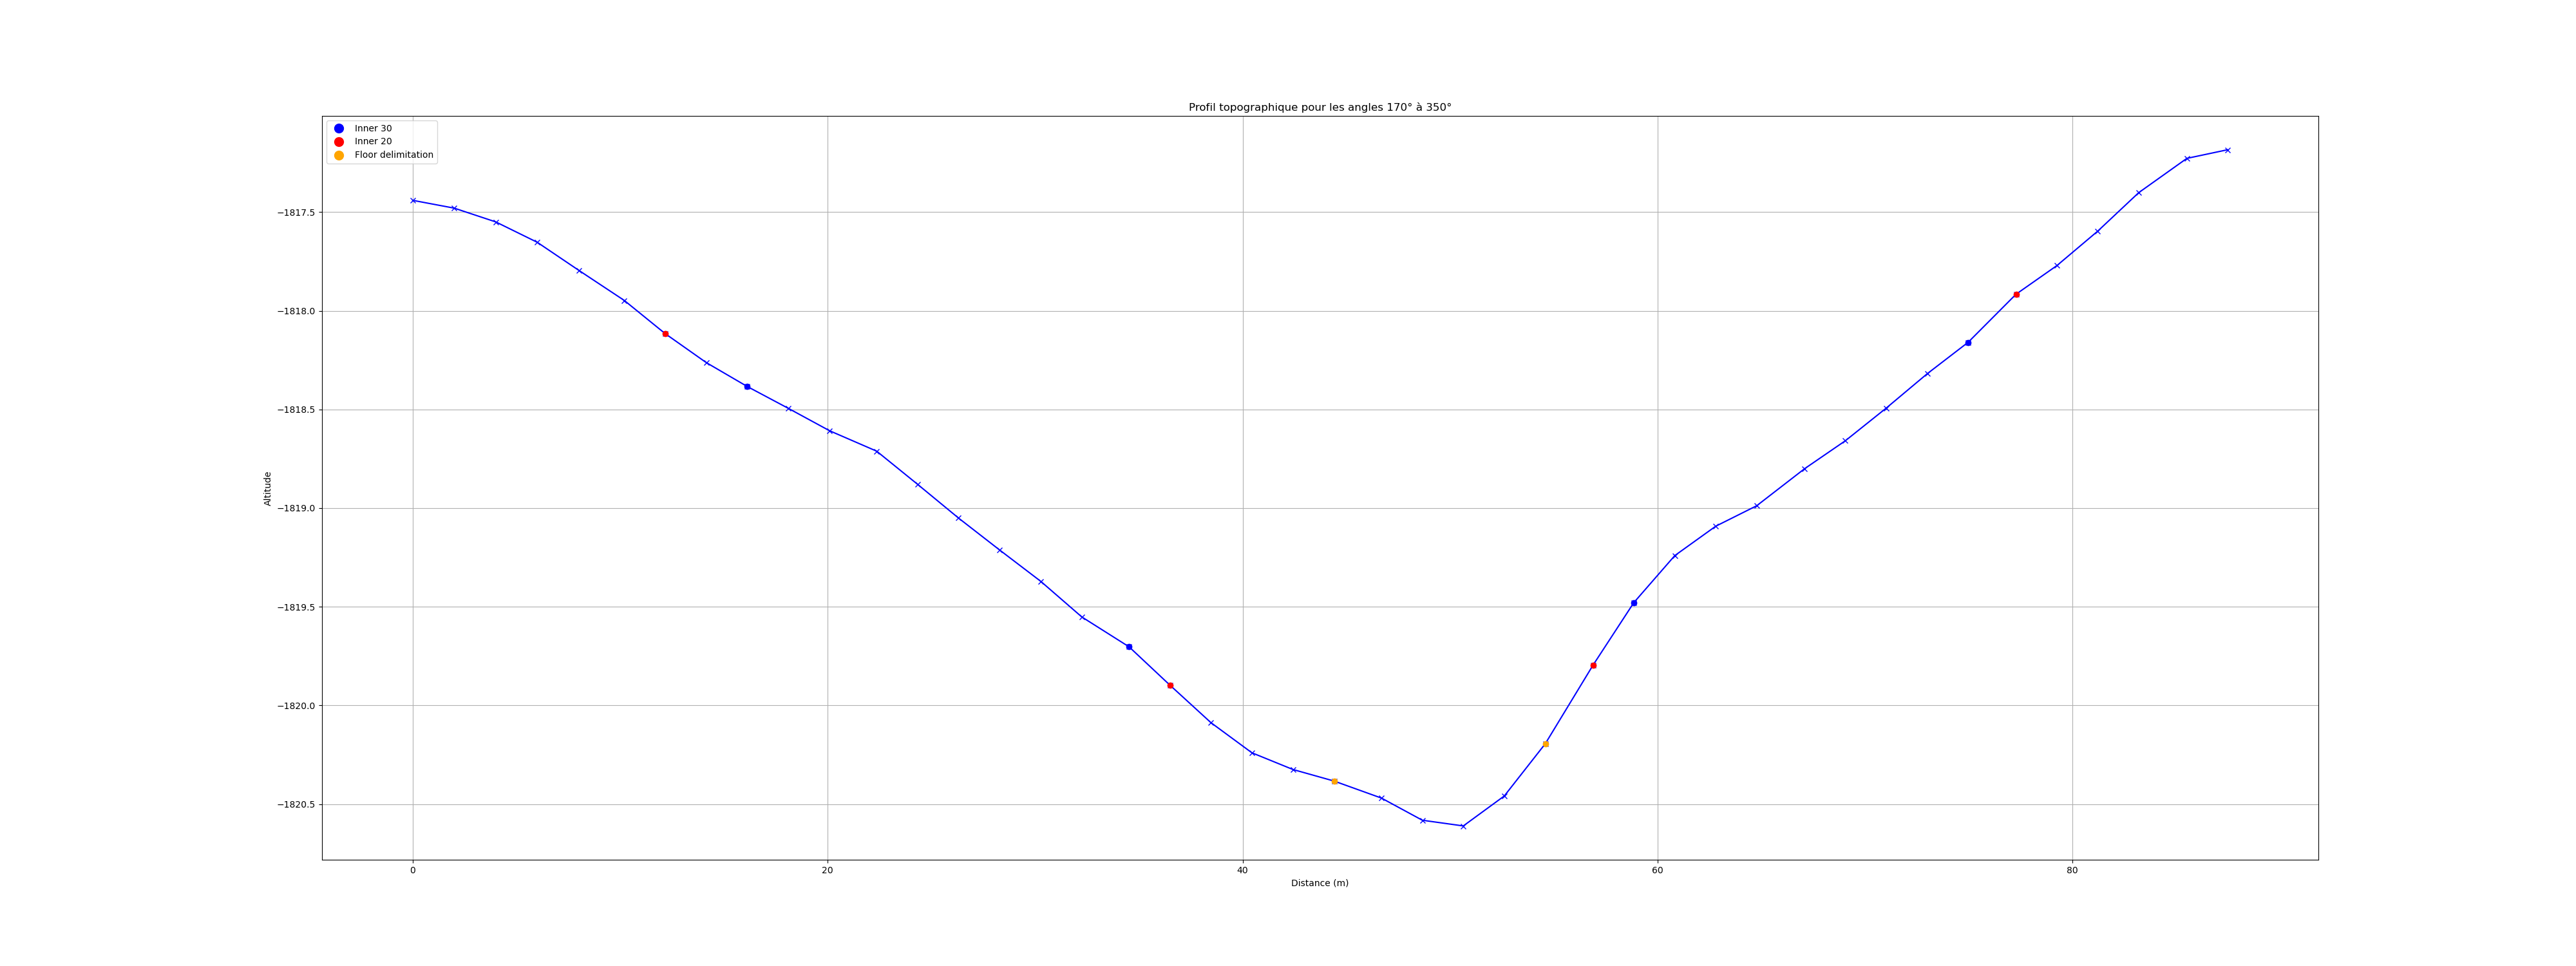 Profil topographique pour les angles 170° à 350°
Inner 30
Inner 20
Floor delimitation
Altitude
−1817.5
−1818.0
−1818.5
−1819.0
−1819.5
−1820.0
−1820.5
0
20
40
60
80
Distance (m)